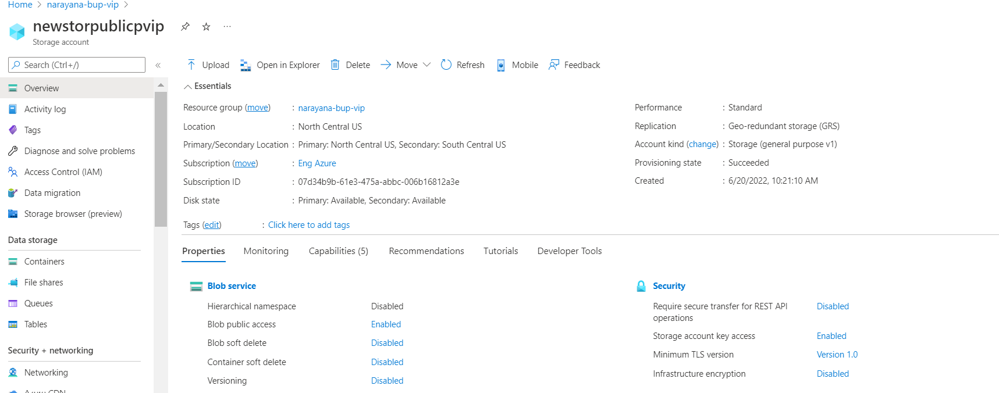 Home > narayana-bup-vip >
newstorpublicpvip ...
Storage account
Search (Ctrl+/) «
Overview
Activity log
Tags
Diagnose and solve problems
Access Control (IAM)
Data migration
Storage browser (preview)
Data storage
Containers
File shares
Queues
Tables
Security + networking
Networking
Azure CDN
Upload Open in Explorer Delete Move Refresh Mobile Feedback
Essentials
Resource group (move) : narayana-bup-vip
Location : North Central US
Primary/Secondary Location : Primary: North Central US, Secondary: South Central US
Subscription (move) : Eng Azure
Subscription ID : 07d34b9b-61e3-475a-abbc-006b16812a3e
Disk state : Primary: Available, Secondary: Available
Tags (edit) : Click here to add tags
Performance : Standard
Replication : Geo-redundant storage (GRS)
Account kind (change) : Storage (general purpose v1)
Provisioning state : Succeeded
Created : 6/20/2022, 10:21:10 AM
Properties Monitoring Capabilities (5) Recommendations Tutorials Developer Tools
Blob service
Hierarchical namespace Disabled
Blob public access Enabled
Blob soft delete Disabled
Container soft delete Disabled
Versioning Disabled
Security
Require secure transfer for REST API Disabled
operations
Storage account key access Enabled
Minimum TLS version Version 1.0
Infrastructure encryption Disabled